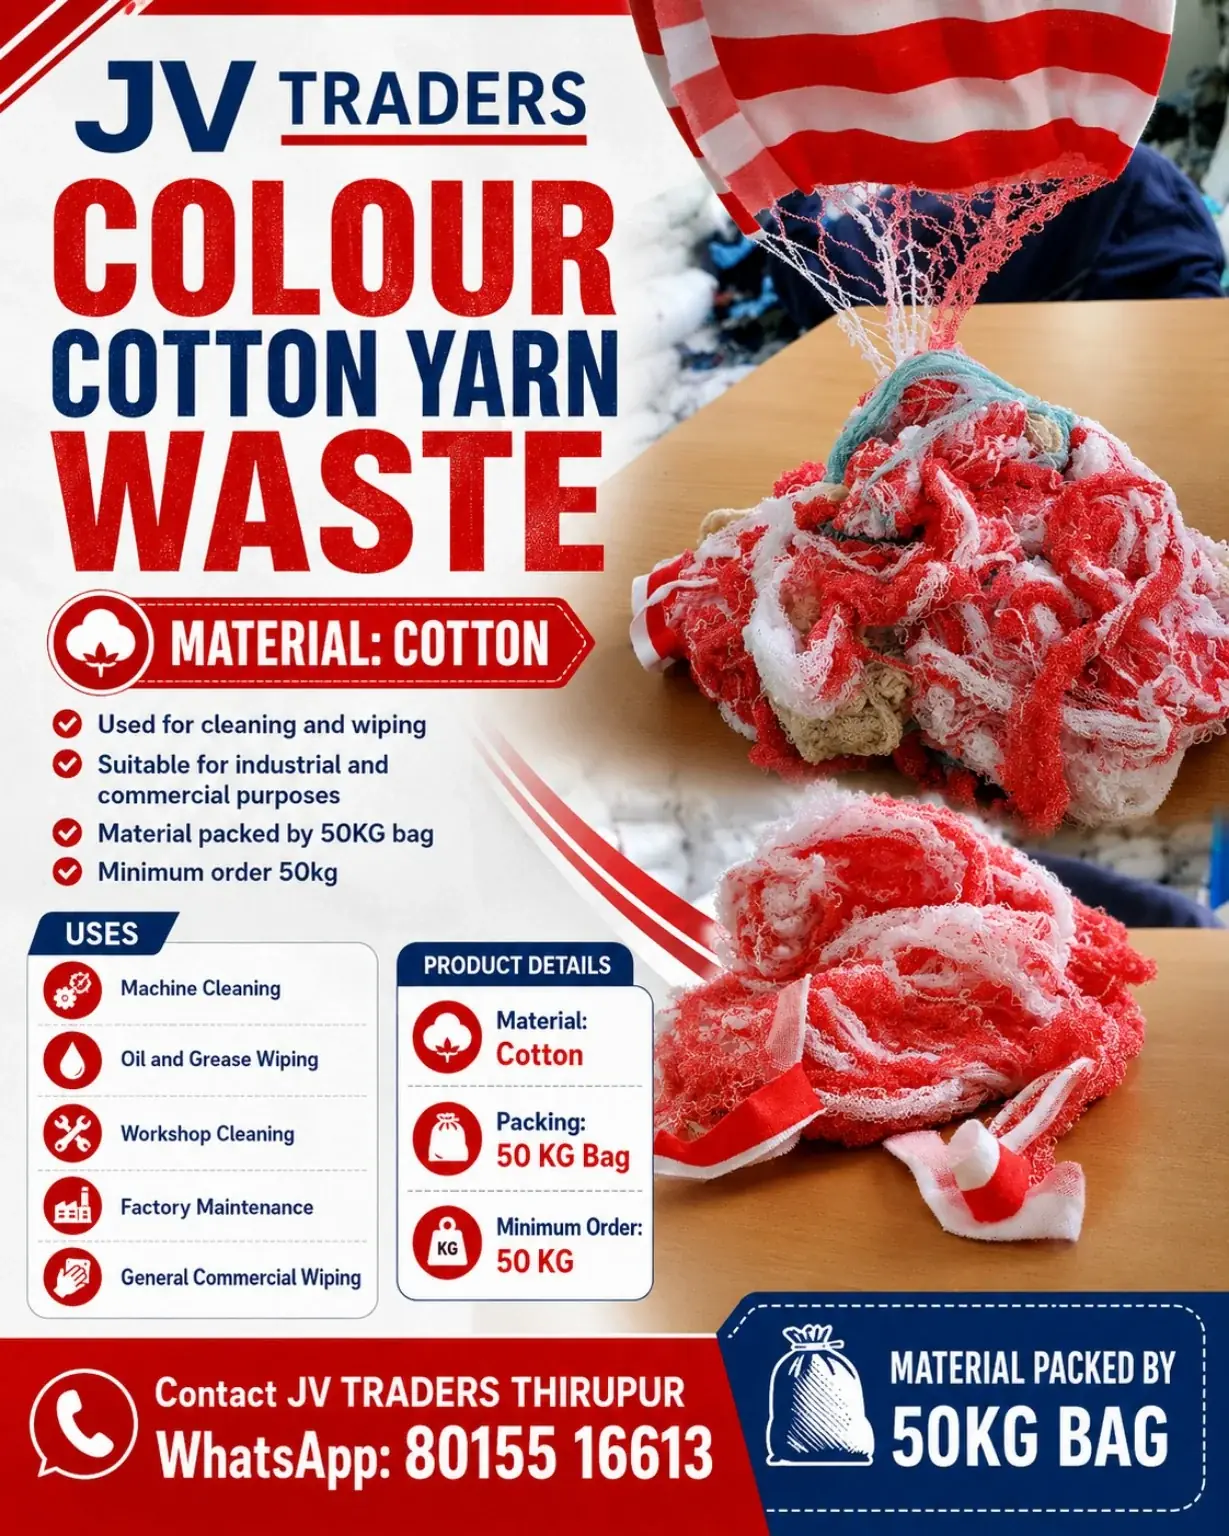 JV TRADERS
COLOUR
COTTON YARN
WASTE
MATERIAL: COTTON
Used for cleaning and wiping
Suitable for industrial and
commercial purposes
Material packed by 50KG bag
Minimum order 50kg
USES
Machine Cleaning
Oil and Grease Wiping
Workshop Cleaning
Factory Maintenance
General Commercial Wiping
PRODUCT DETAILS
Material:
Cotton
Packing:
50 KG Bag
KG
Minimum Order:
50 KG
Contact JV TRADERS THIRUPUR
WhatsApp: 80155 16613
MATERIAL PACKED BY
50KG BAG